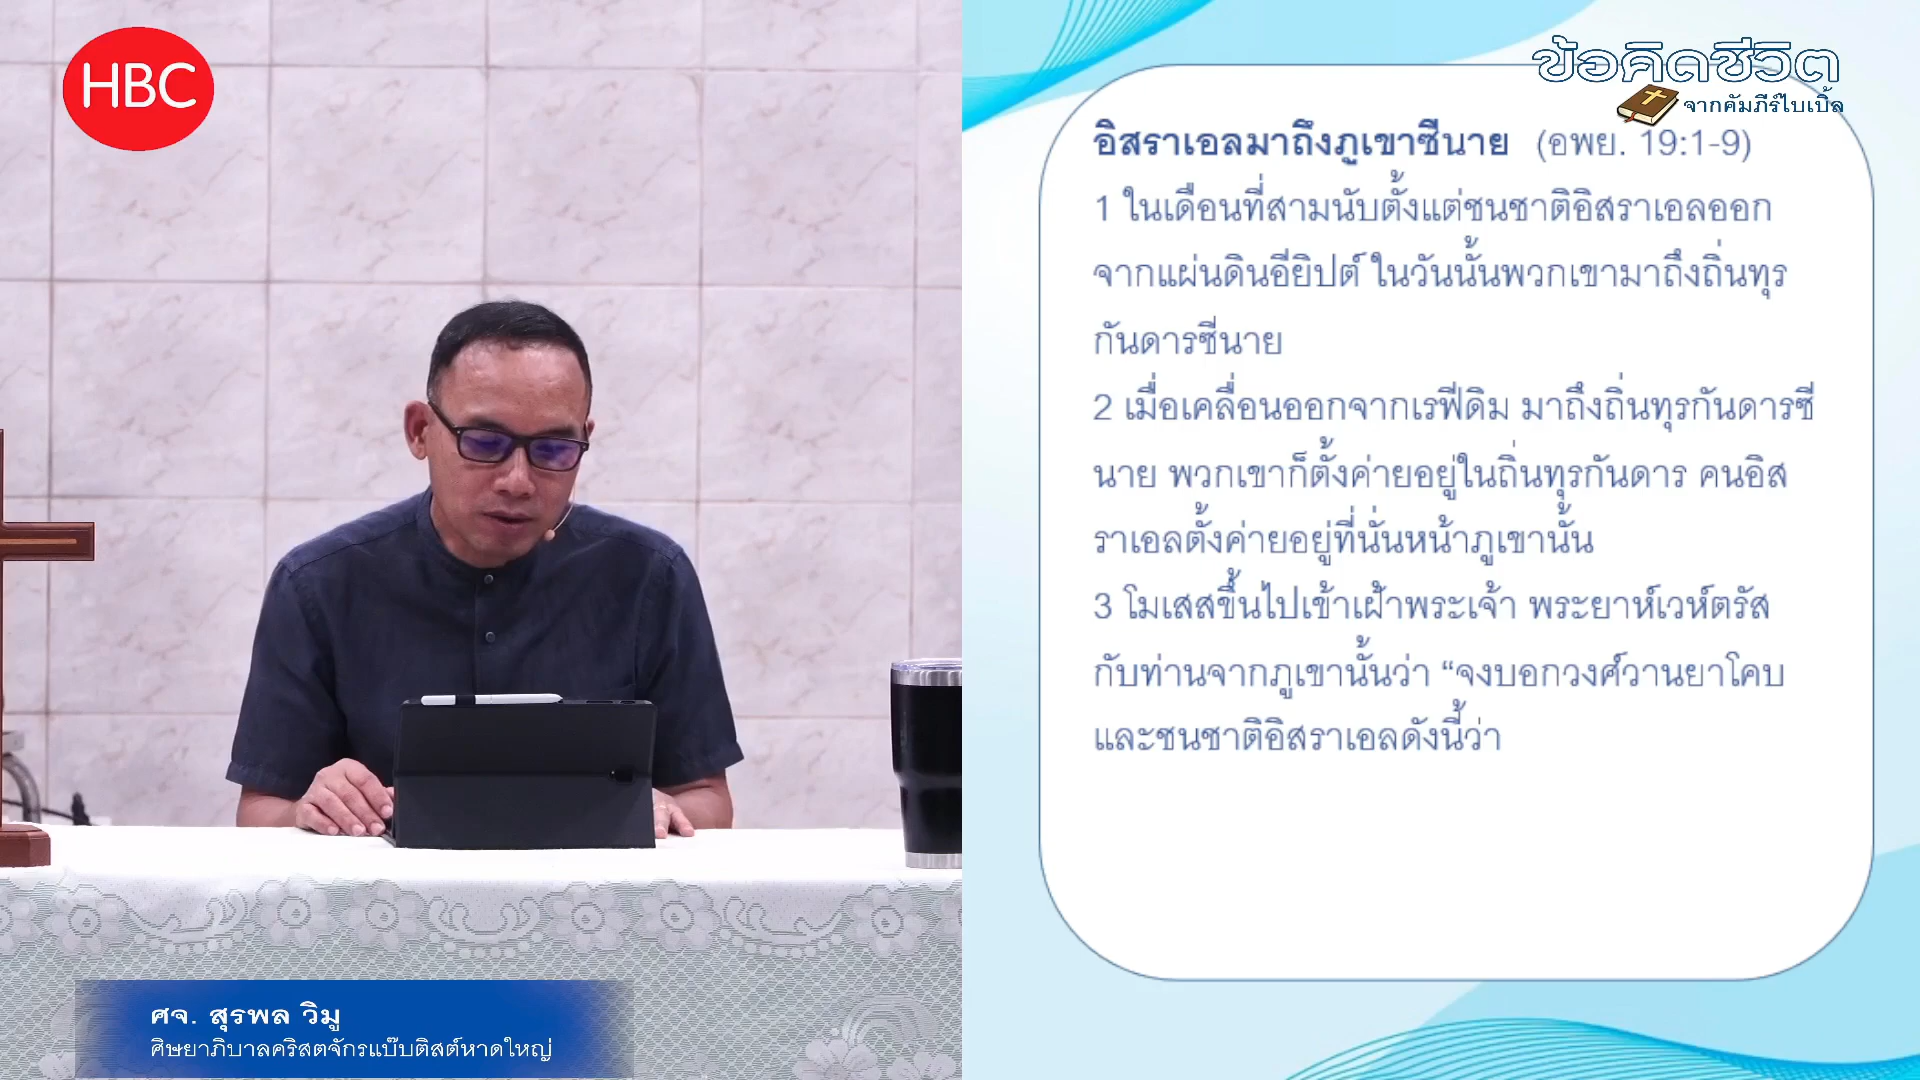 HBC
ข้อคิดชีวิต
จากคัมภีร์ไบเบิ้ล
อิสราเอลมาถึงภูเขาซีนาย (อพย. 19:1-9)
1 ในเดือนที่สามนับตั้งแต่ชนชาติอิสราเอลออก
จากแผ่นดินอียิปต์ ในวันนั้นพวกเขามาถึงถิ่นทุร
กันดารซีนาย
2 เมื่อเคลื่อนออกจากเรฟีดิม มาถึงถิ่นทุรกันดารซี
นาย พวกเขาก็ตั้งค่ายอยู่ในถิ่นทุรกันดาร คนอิส
ราเอลตั้งค่ายอยู่ที่นั่นหน้าภูเขานั้น
3 โมเสสขึ้นไปเข้าเฝ้าพระเจ้า พระยาห์เวห์ตรัส
กับท่านจากภูเขานั้นว่า “จงบอกวงศ์วานยาโคบ
และชนชาติอิสราเอลดังนี้ว่า
ศจ. สุรพล วิมู
ศิษยาภิบาลคริสตจักรแบ๊บติสต์หาดใหญ่